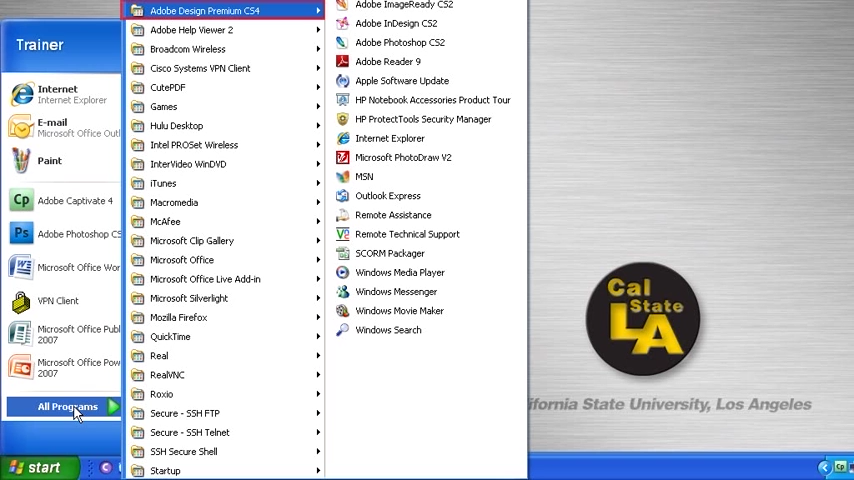 Trainer
Internet
Internet Explorer
E-mail
Microsoft Office Outl
Paint
Adobe Captivate 4
Adobe Photoshop CS
Microsoft Office Wor
VPN Client
Microsoft Office Publ
2007
Microsoft Office Pow
2007
All Programs
start
Adobe Design Premium CS4
Adobe Help Viewer 2
Broadcom Wireless
Cisco Systems VPN Client
CutePDF
Games
Hulu Desktop
Intel PROSet Wireless
InterVideo WinDVD
iTunes
Macromedia
McAfee
Microsoft Clip Gallery
Microsoft Office
Microsoft Office Live Add-in
Microsoft Silverlight
Mozilla Firefox
QuickTime
Real
RealVNC
Roxio
Secure - SSH FTP
Secure - SSH Telnet
SSH Secure Shell
Startup
Adobe ImageReady CS2
Adobe InDesign CS2
Adobe Photoshop CS2
Adobe Reader 9
Apple Software Update
HP Notebook Accessories Product Tour
HP ProtectTools Security Manager
Internet Explorer
Microsoft PhotoDraw V2
MSN
Outlook Express
Remote Assistance
Remote Technical Support
SCORM Packager
Windows Media Player
Windows Messenger
Windows Movie Maker
Windows Search
Cal
State
LA
ifornia State University, Los Angeles